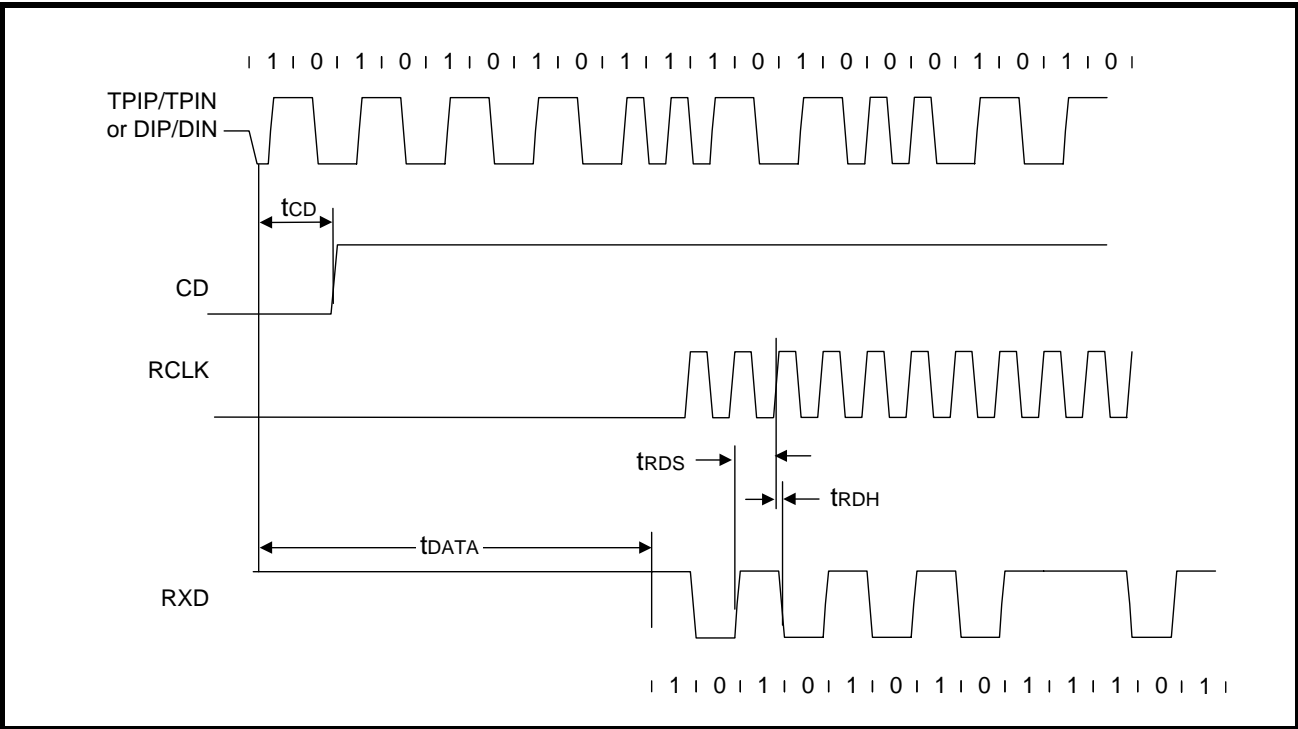 1 0 1 0 1 0 1 0 1 1 1 0 1 0 0 0 1 0 1 0
TPIP/TPIN
or DIP/DIN
tCD
CD
RCLK
tRDS
tRDH
tDATA
RXD
1 0 1 0 1 0 1 0 1 1 1 0 1